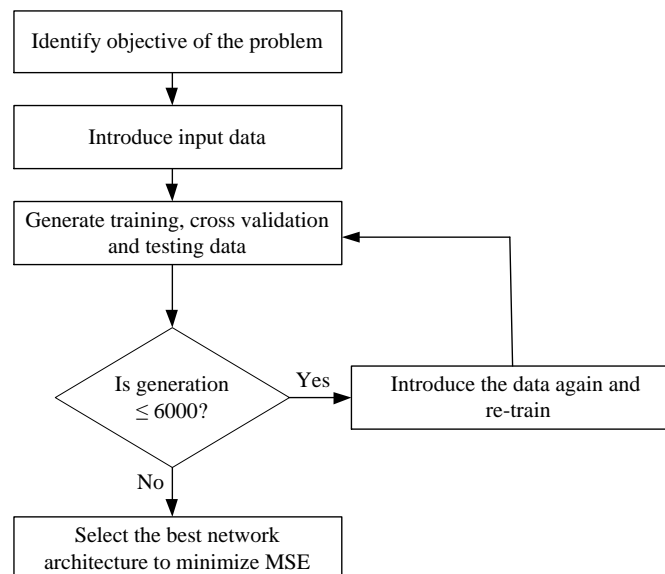 Identify objective of the problem
Introduce input data
Generate training, cross validation
and testing data
Is generation
≤ 6000?
Yes
Introduce the data again and
re-train
No
Select the best network
architecture to minimize MSE